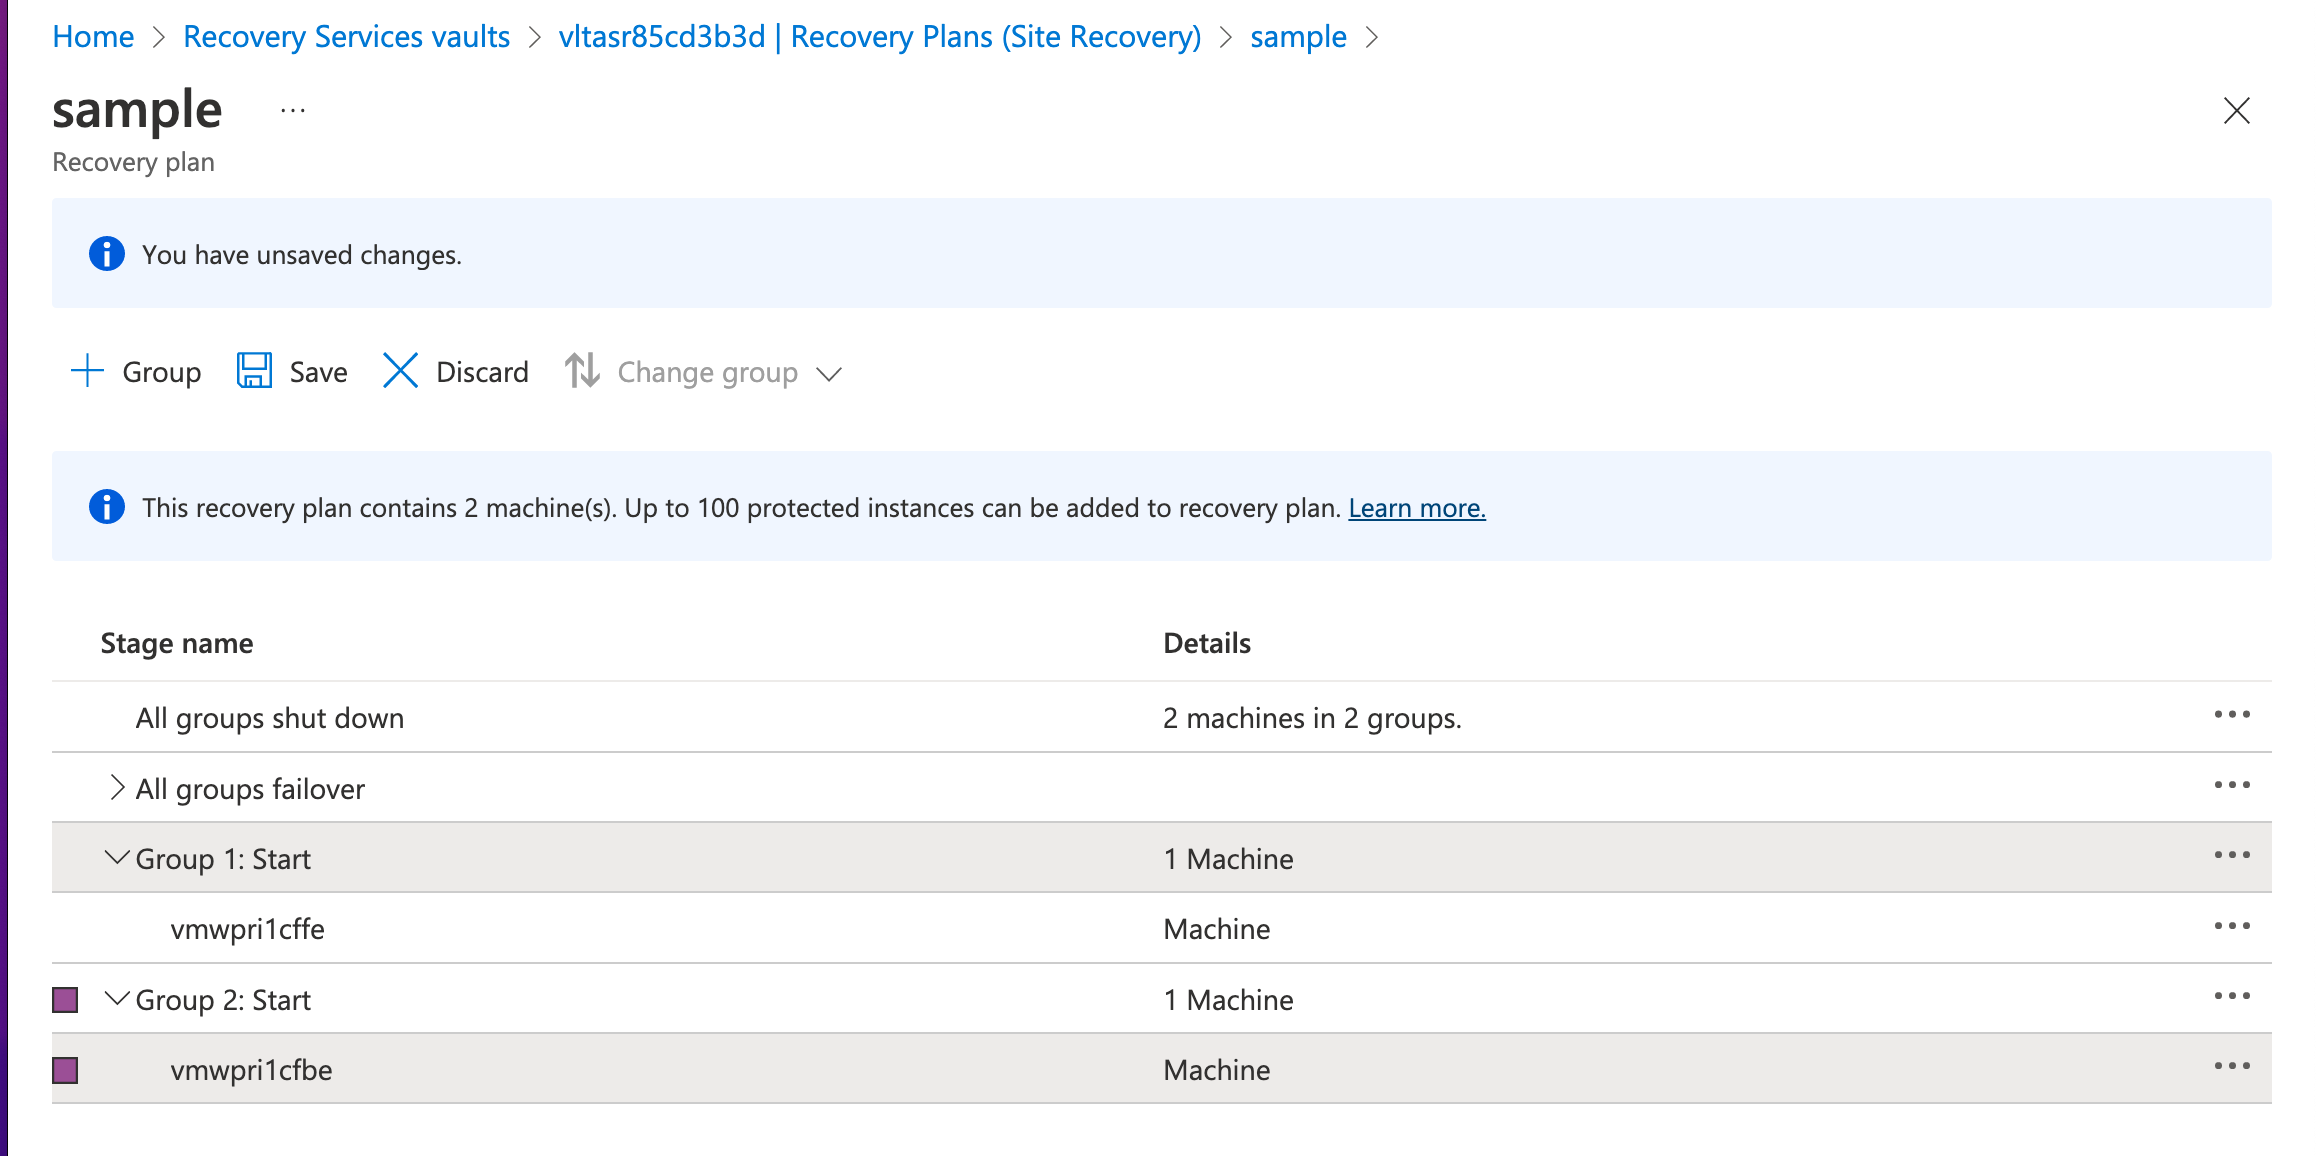 Home > Recovery Services vaults > vltasr85cd3b3d | Recovery Plans (Site Recovery) > sample >
sample ...
Recovery plan
You have unsaved changes.
Group Save Discard Change group
This recovery plan contains 2 machine(s). Up to 100 protected instances can be added to recovery plan. Learn more.
Stage name Details
All groups shut down 2 machines in 2 groups.
All groups failover
Group 1: Start 1 Machine
vmwpri1cffe Machine
Group 2: Start 1 Machine
vmwpri1cfbe Machine